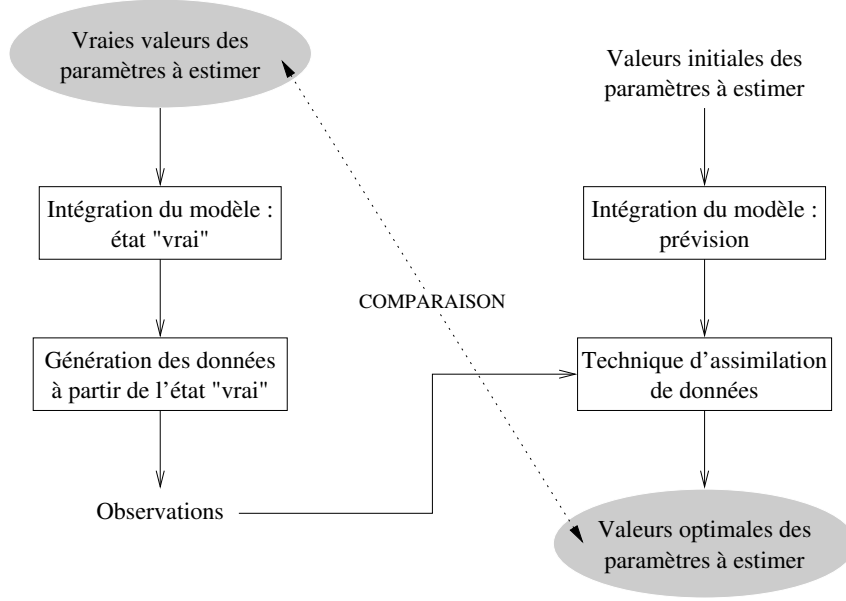 Vraies valeurs des
paramètres à estimer
Intégration du modèle :
état "vrai"
Génération des données
à partir de l'état "vrai"
Observations
COMPARAISON
Valeurs initiales des
paramètres à estimer
Intégration du modèle :
prévision
Technique d'assimilation
de données
Valeurs optimales des
paramètres à estimer